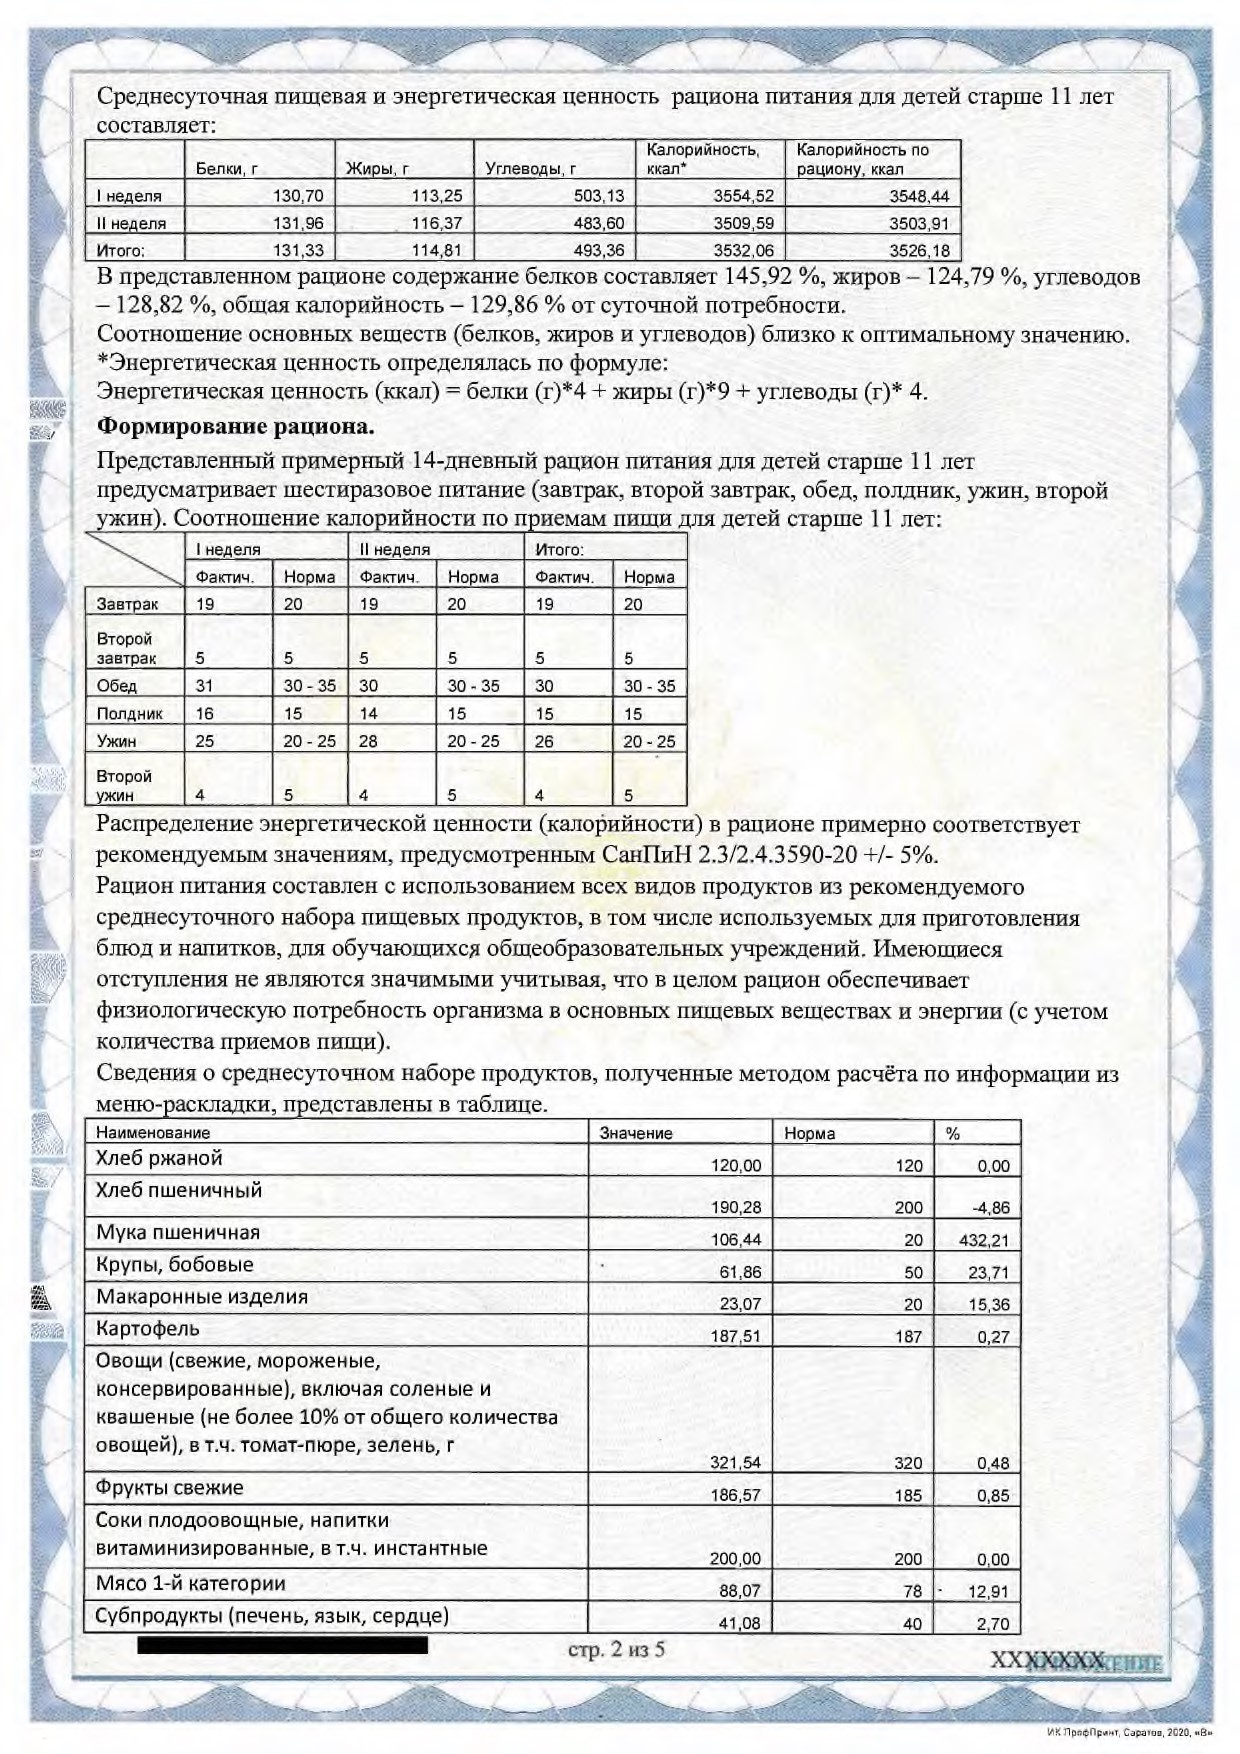 Среднесуточная пищевая и энергетическая ценность рациона питания для детей старше 11 лет
составляет:
Белки, г Жиры, г Углеводы, г Калорийность, ккал* Калорийность по рациону, ккал
I неделя 130,70 113,25 503,13 3554,52 3548,44
II неделя 131,96 116,37 483,60 3509,59 3503,91
Итого: 131,33 114,81 493,36 3532,06 3526,18
В представленном рационе содержание белков составляет 145,92 %, жиров – 124,79 %, углеводов
– 128,82 %, общая калорийность – 129,86 % от суточной потребности.
Соотношение основных веществ (белков, жиров и углеводов) близко к оптимальному значению.
*Энергетическая ценность определялась по формуле:
Энергетическая ценность (ккал) = белки (г)*4 + жиры (г)*9 + углеводы (г)* 4.
Формирование рациона.
Представленный примерный 14-дневный рацион питания для детей старше 11 лет
предусматривает шестиразовое питание (завтрак, второй завтрак, обед, полдник, ужин, второй
ужин). Соотношение калорийности по приемам пищи для детей старше 11 лет:
I неделя II неделя Итого:
Фактич. Норма Фактич. Норма Фактич. Норма
Завтрак 19 20 19 20 19 20
Второй
завтрак 5 5 5 5 5 5
Обед 31 30 - 35 30 30 - 35 30 30 - 35
Полдник 16 15 14 15 15 15
Ужин 25 20 - 25 28 20 - 25 26 20 - 25
Второй
ужин 4 5 4 5 4 5
Распределение энергетической ценности (калорийности) в рационе примерно соответствует
рекомендуемым значениям, предусмотренным СанПиН 2.3/2.4.3590-20 +/- 5%.
Рацион питания составлен с использованием всех видов продуктов из рекомендуемого
среднесуточного набора пищевых продуктов, в том числе используемых для приготовления
блюд и напитков, для обучающихся общеобразовательных учреждений. Имеющиеся
отступления не являются значимыми учитывая, что в целом рацион обеспечивает
физиологическую потребность организма в основных пищевых веществах и энергии (с учетом
количества приемов пищи).
Сведения о среднесуточном наборе продуктов, полученные методом расчёта по информации из
меню-раскладки, представлены в таблице.
Наименование Значение Норма %
Хлеб ржаной 120,00 120 0,00
Хлеб пшеничный 190,28 200 -4,86
Мука пшеничная 106,44 20 432,21
Крупы, бобовые 61,86 50 23,71
Макаронные изделия 23,07 20 15,36
Картофель 187,51 187 0,27
Овощи (свежие, мороженые,
консервированные), включая соленые и
квашеные (не более 10% от общего количества
овощей), в т.ч. томат-пюре, зелень, г 321,54 320 0,48
Фрукты свежие 186,57 185 0,85
Соки плодоовощные, напитки
витаминизированные, в т.ч. инстантные 200,00 200 0,00
Мясо 1-й категории 88,07 78 12,91
Субпродукты (печень, язык, сердце) 41,08 40 2,70
стр. 2 из 5
XXXXXXX
ИК ПрофПринт, Саратов, 2020, «В»